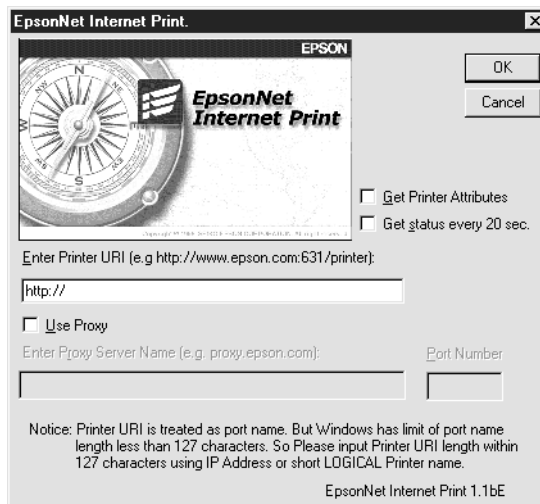 EpsonNet Internet Print.
EPSON
EpsonNet
Internet Print
N
NW
NE
W
OK
Cancel
Get Printer Attributes
Get status every 20 sec.
Enter Printer URI (e.g http://www.epson.com:631/printer):
http://
Use Proxy
Enter Proxy Server Name (e.g. proxy.epson.com):
Port Number
Notice: Printer URI is treated as port name. But Windows has limit of port name
length less than 127 characters. So Please input Printer URI length within
127 characters using IP Address or short LOGICAL Printer name.
EpsonNet Internet Print 1.1bE